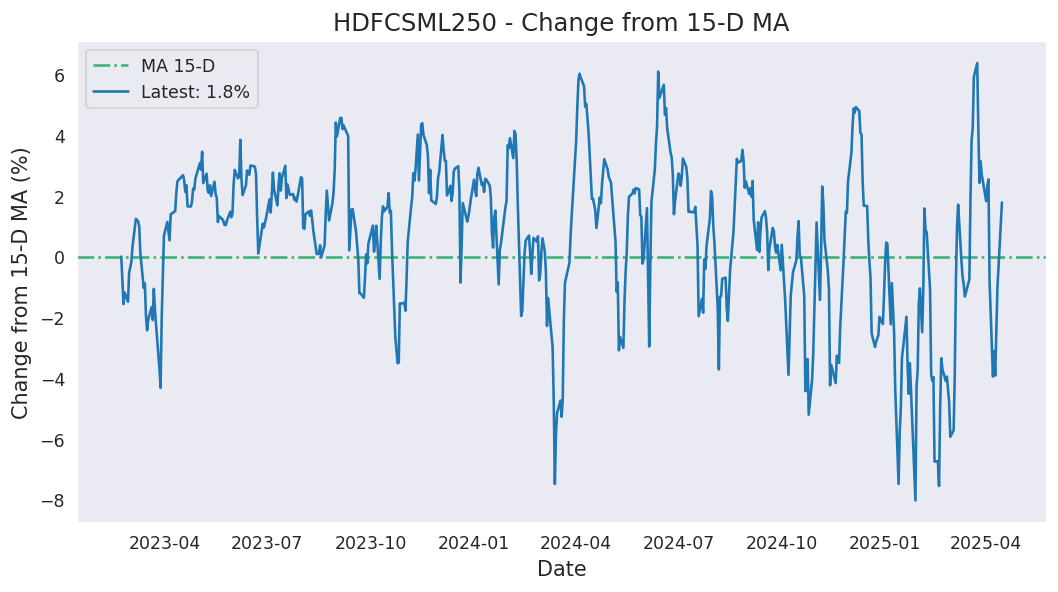 HDFCSML250 - Change from 15-D MA
MA 15-D
Latest: 1.8%
Change from 15-D MA (%)
6
4
2
0
−2
−4
−6
−8
2023-04 2023-07 2023-10 2024-01 2024-04 2024-07 2024-10 2025-01 2025-04
Date